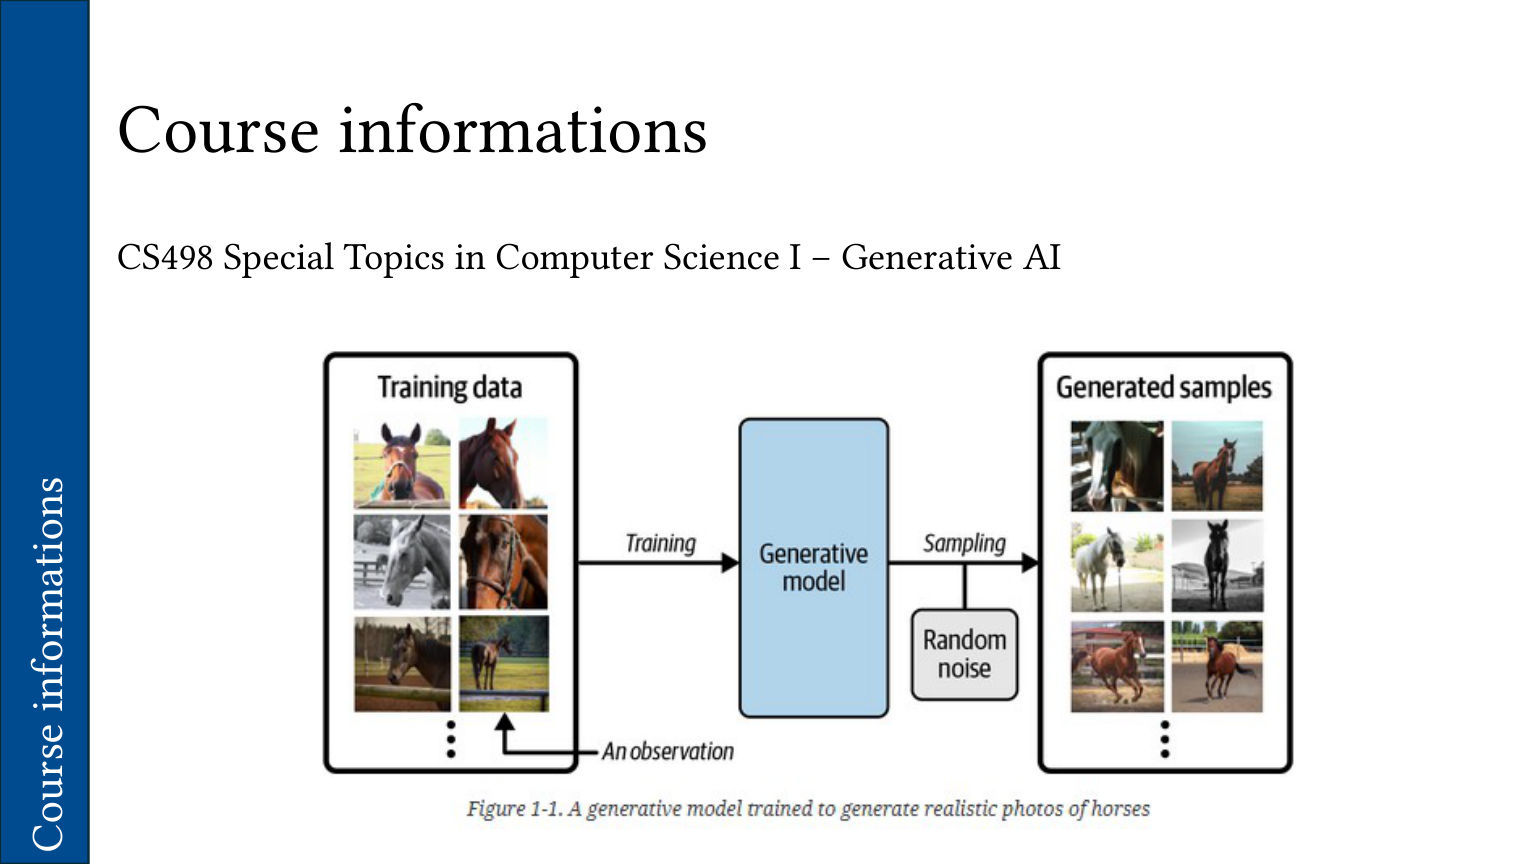 Course informations
Course informations
CS498 Special Topics in Computer Science I – Generative AI
Training data
Generated samples
Training
Generative
model
Sampling
Random
noise
An observation
Figure 1-1. A generative model trained to generate realistic photos of horses